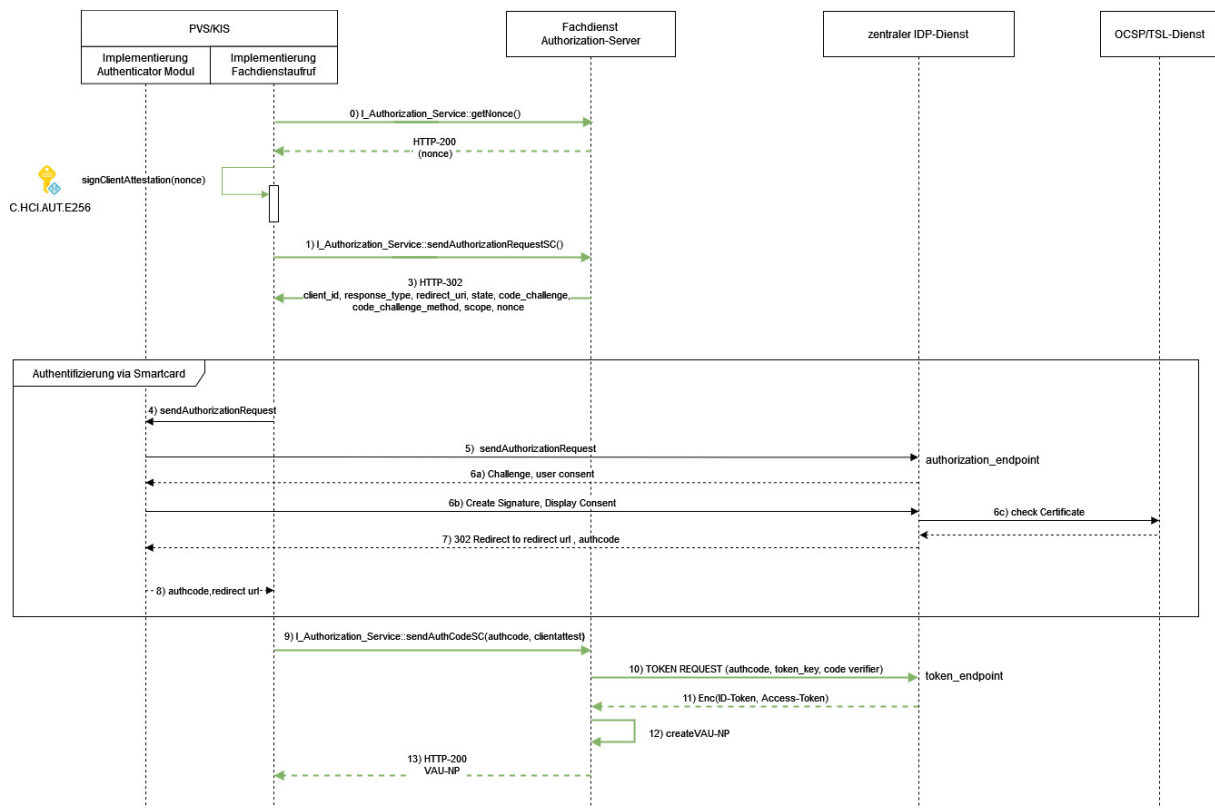 PVS/KIS
Implementierung
Authenticator Modul
Implementierung
Fachdienstaufruf
Fachdienst
Authorization-Server
zentraler IDP-Dienst
OCSP/TSL-Dienst
0) I_Authorization_Service::getNonce()
HTTP-200
(nonce)
signClientAttestation(nonce)
C.HCI.AUT.E256
1) I_Authorization_Service::sendAuthorizationRequestSC()
3) HTTP-302
client_id, response_type, redirect_uri, state, code_challenge,
code_challenge_method, scope, nonce
Authentifizierung via Smartcard
4) sendAuthorizationRequest
5) sendAuthorizationRequest
authorization_endpoint
6a) Challenge, user consent
6b) Create Signature, Display Consent
6c) check Certificate
7) 302 Redirect to redirect url , authcode
8) authcode,redirect url
9) I_Authorization_Service::sendAuthCodeSC(authcode, clientattest)
10) TOKEN REQUEST (authcode, token_key, code verifier)
token_endpoint
11) Enc(ID-Token, Access-Token)
12) createVAU-NP
13) HTTP-200
VAU-NP